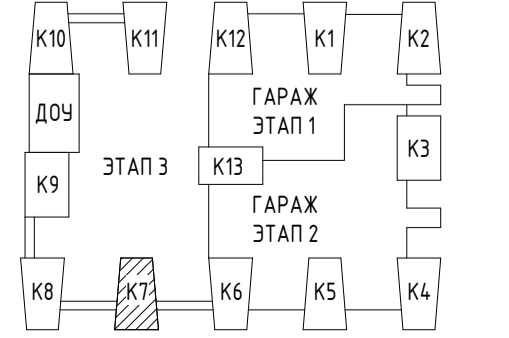 К10 К11 К12 К1 К2
ГАРАЖ
ЭТАП 1
ДОУ
К3
К9 ЭТАП 3 К13
ГАРАЖ
ЭТАП 2
К8 К7 К6 К5 К4